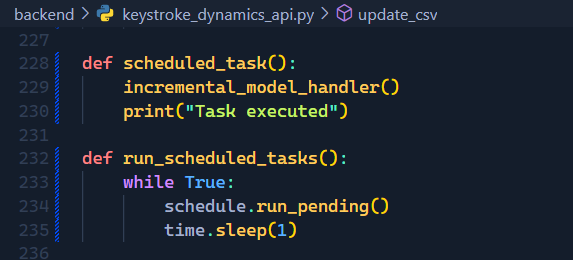 backend > keystroke_dynamics_api.py > update_csv
227
228 def scheduled_task():
229     incremental_model_handler()
230     print("Task executed")
231
232 def run_scheduled_tasks():
233     while True:
234         schedule.run_pending()
235         time.sleep(1)
236